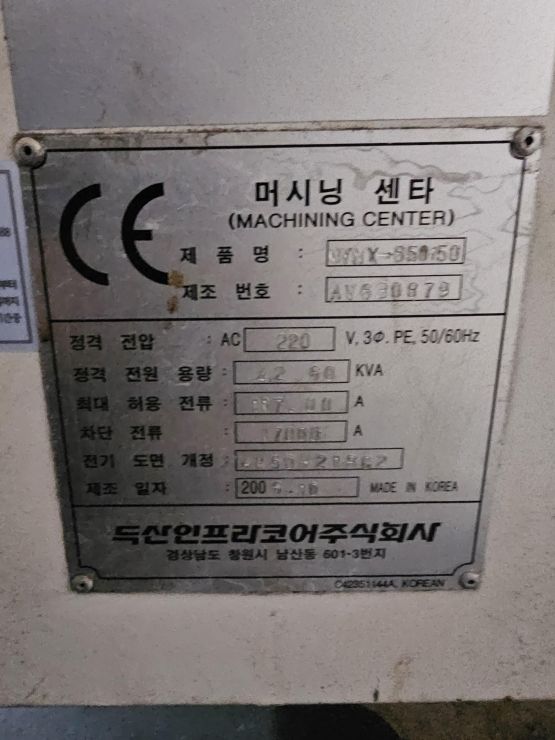 CE
머시닝 센타
(MACHINING CENTER)
제 품 명 :
제조 번호 : AV630879
정격 전압 : AC 220 V, 3Φ. PE, 50/60Hz
정격 전원 용량 : KVA
최대 허용 전류 : A
차단 전류 : A
전기 도면 개정 :
제조 일자 : 200 MADE IN KOREA
두산인프라코어주식회사
경상남도 창원시 남산동 601-3번지
C42351144A, KOREAN